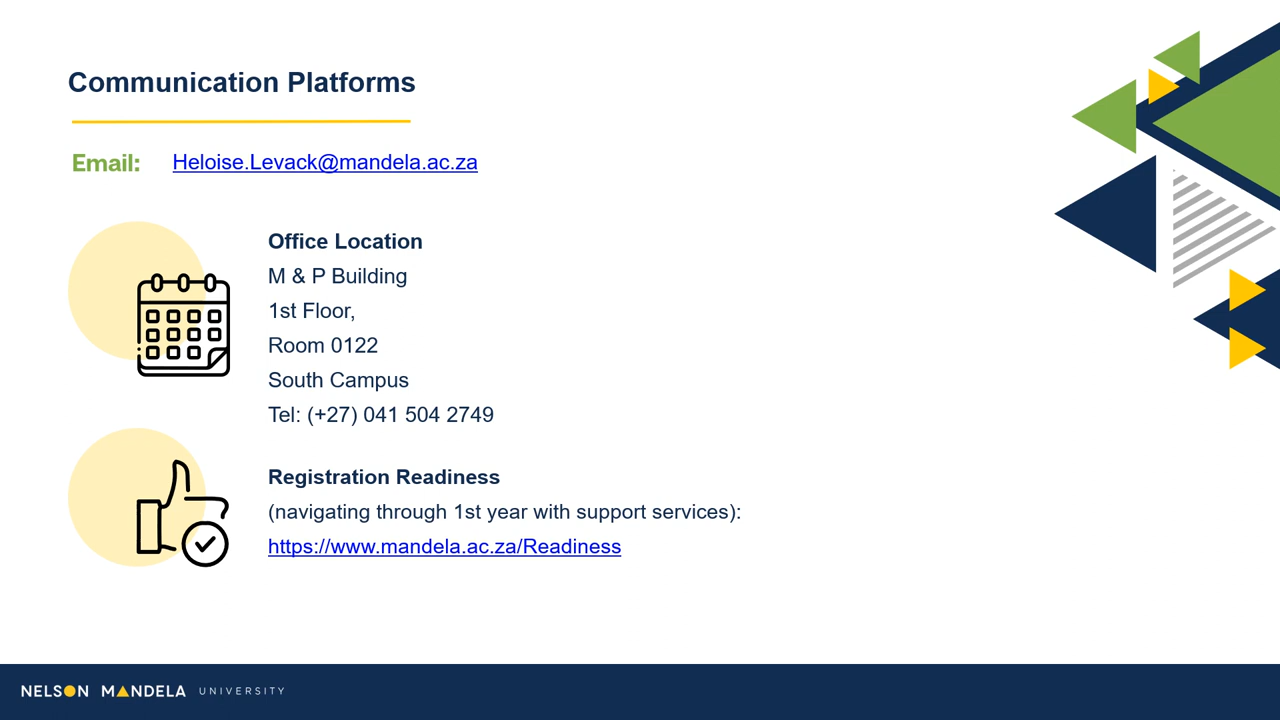 Communication Platforms
Email: Heloise.Levack@mandela.ac.za
Office Location
M & P Building
1st Floor,
Room 0122
South Campus
Tel: (+27) 041 504 2749
Registration Readiness
(navigating through 1st year with support services):
https://www.mandela.ac.za/Readiness
NELSON MANDELA UNIVERSITY